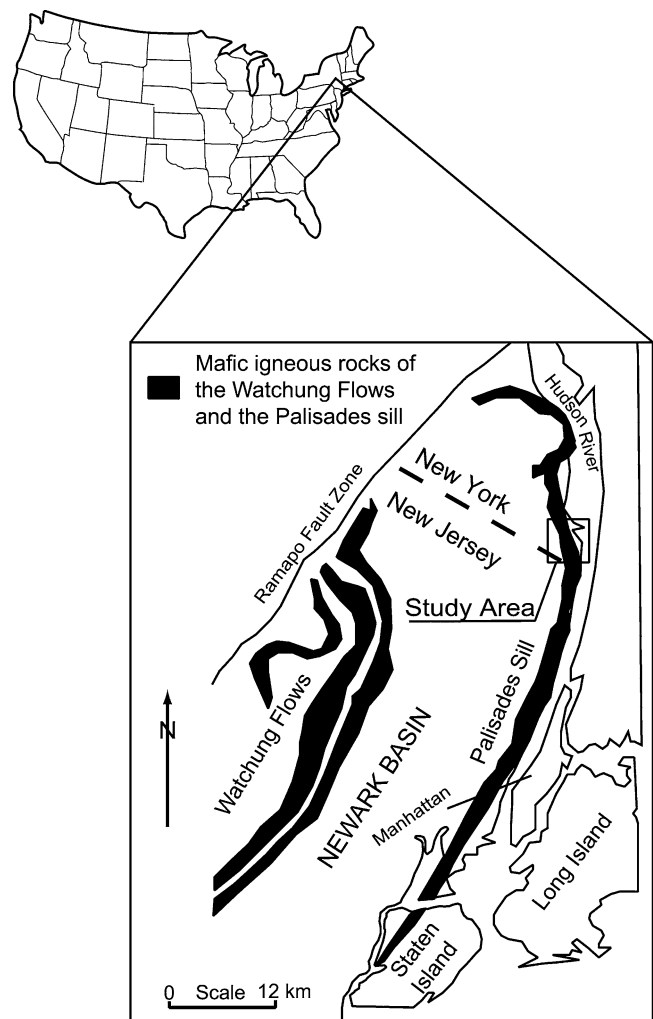 Mafic igneous rocks of
the Watchung Flows
and the Palisades sill
Hudson River
New York
New Jersey
Ramapo Fault Zone
Study Area
Palisades Sill
Watchung Flows
N
NEWARK BASIN
Manhattan
Long Island
Staten
Island
0 Scale 12 km